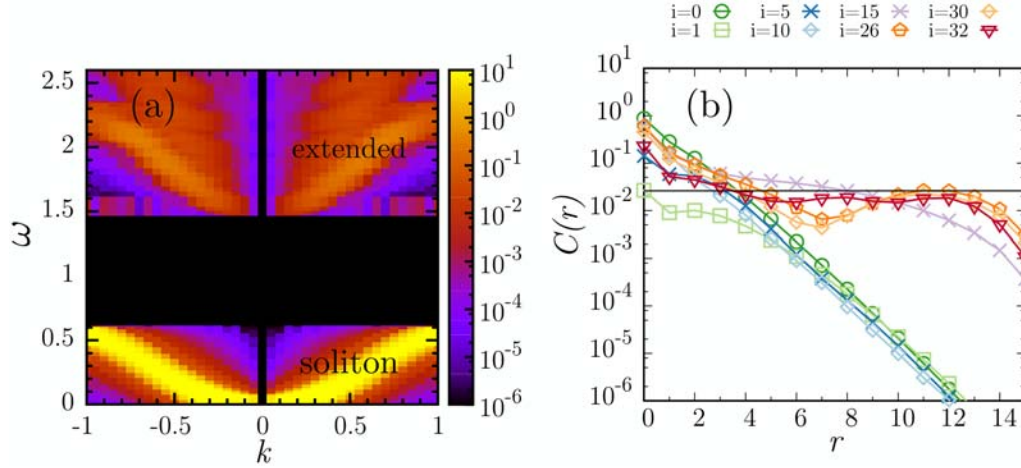 i=0 i=5 i=15 i=30
i=1 i=10 i=26 i=32
(a)
extended
soliton
ω
2.5
2
1.5
1
0.5
0
-1 -0.5 0 0.5 1
k
10^1
10^0
10^-1
10^-2
10^-3
10^-4
10^-5
10^-6
(b)
C(r)
10^1
10^0
10^-1
10^-2
10^-3
10^-4
10^-5
10^-6
0 2 4 6 8 10 12 14
r